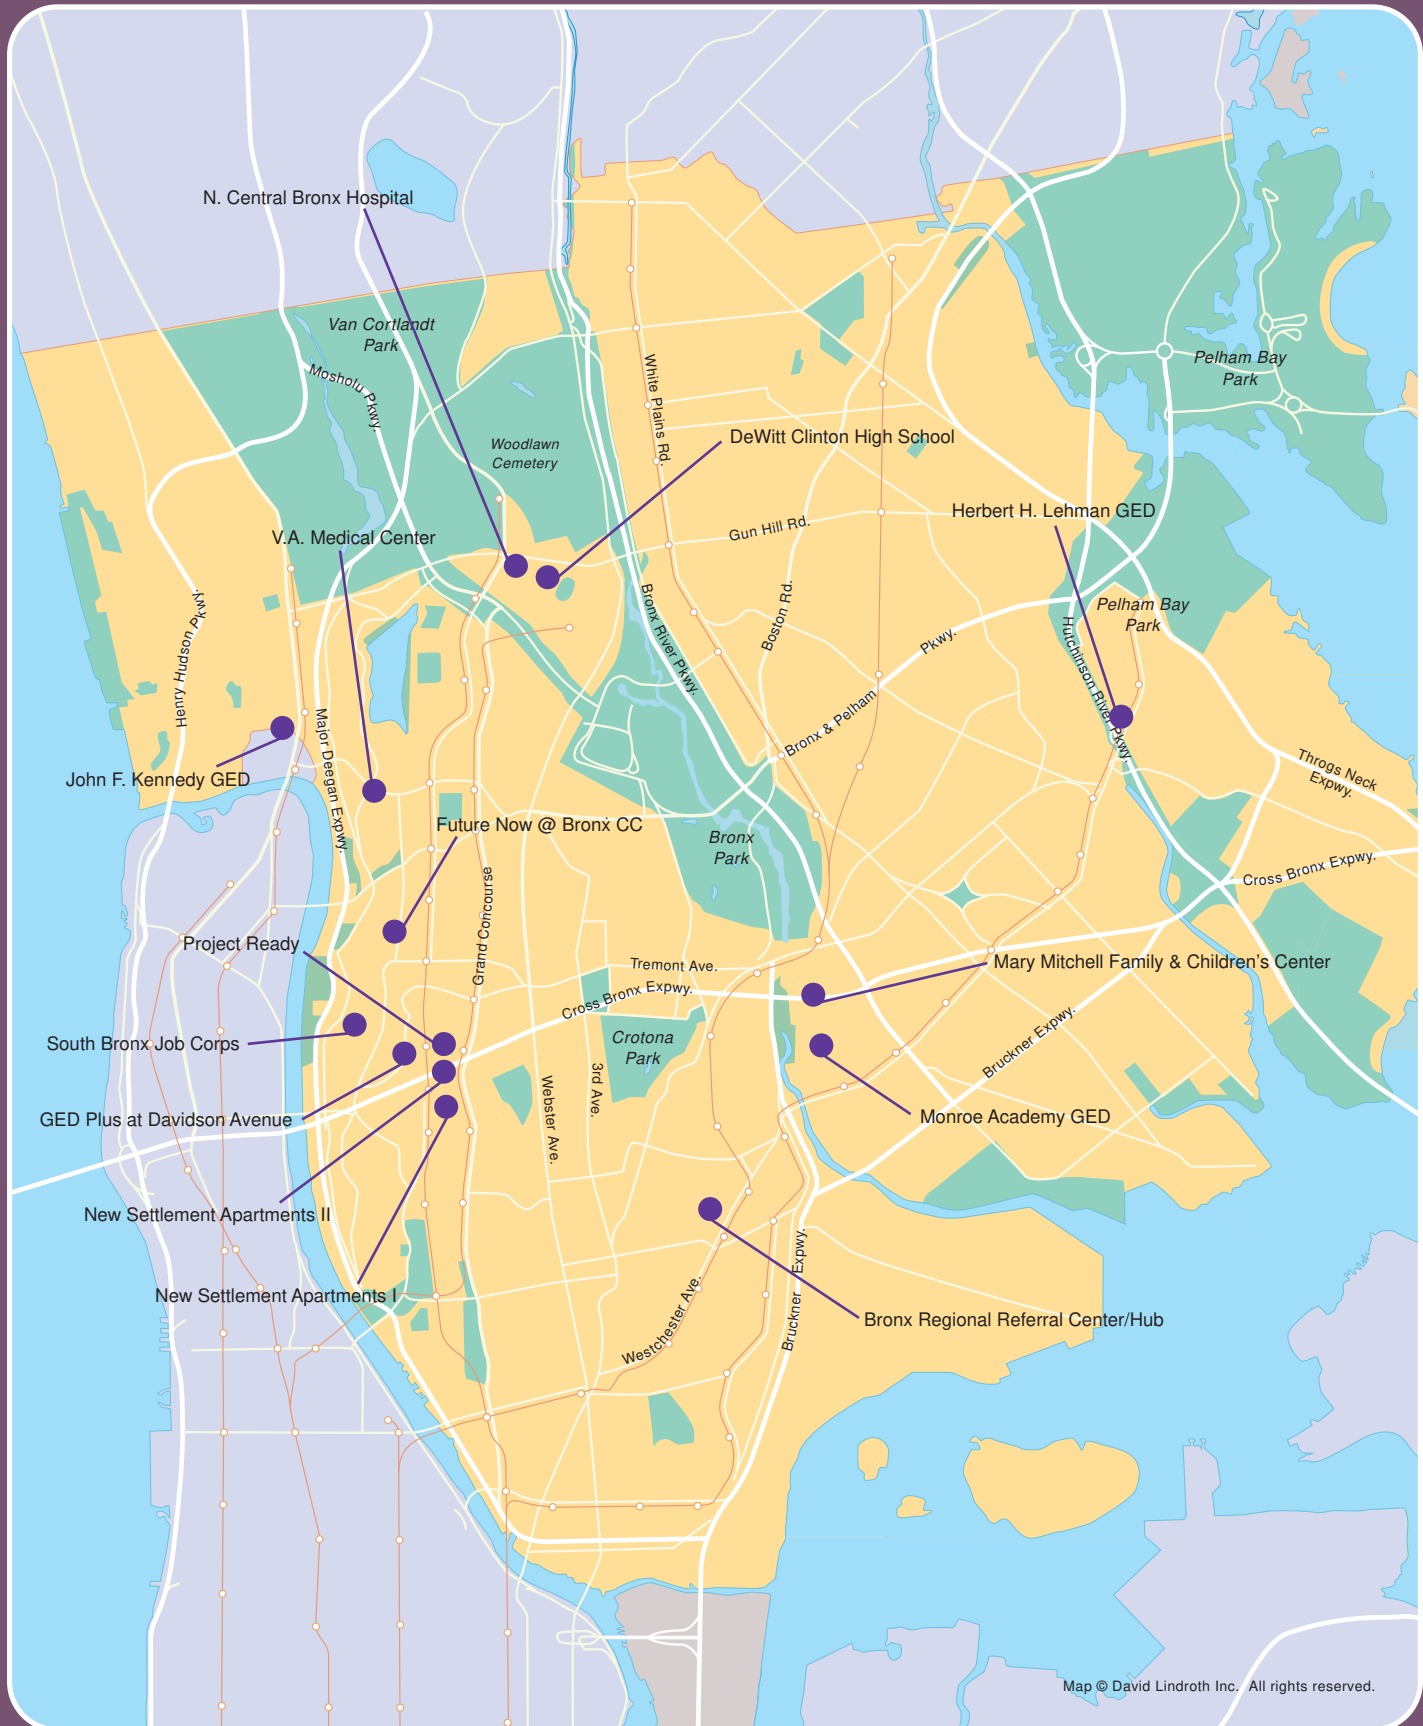 N. Central Bronx Hospital
Van Cortlandt
Park
Mosholu Pkwy.
White Plains Rd.
Pelham Bay
Park
Woodlawn
Cemetery
DeWitt Clinton High School
Herbert H. Lehman GED
Gun Hill Rd.
V.A. Medical Center
Henry Hudson Pkwy.
Bronx River Pkwy.
Boston Rd.
Pelham Bay
Park
Hutchinson River Pkwy.
Bronx & Pelham Pkwy.
Major Deegan Expwy.
John F. Kennedy GED
Throgs Neck
Expwy.
Future Now @ Bronx CC
Bronx
Park
Cross Bronx Expwy.
Grand Concourse
Project Ready
Tremont Ave.
Mary Mitchell Family & Children's Center
Cross Bronx Expwy.
South Bronx Job Corps
Crotona
Park
Bruckner Expwy.
GED Plus at Davidson Avenue
Webster Ave.
3rd Ave.
Monroe Academy GED
New Settlement Apartments II
New Settlement Apartments I
Westchester Ave.
Bruckner Expwy.
Bronx Regional Referral Center/Hub
Map © David Lindroth Inc. All rights reserved.